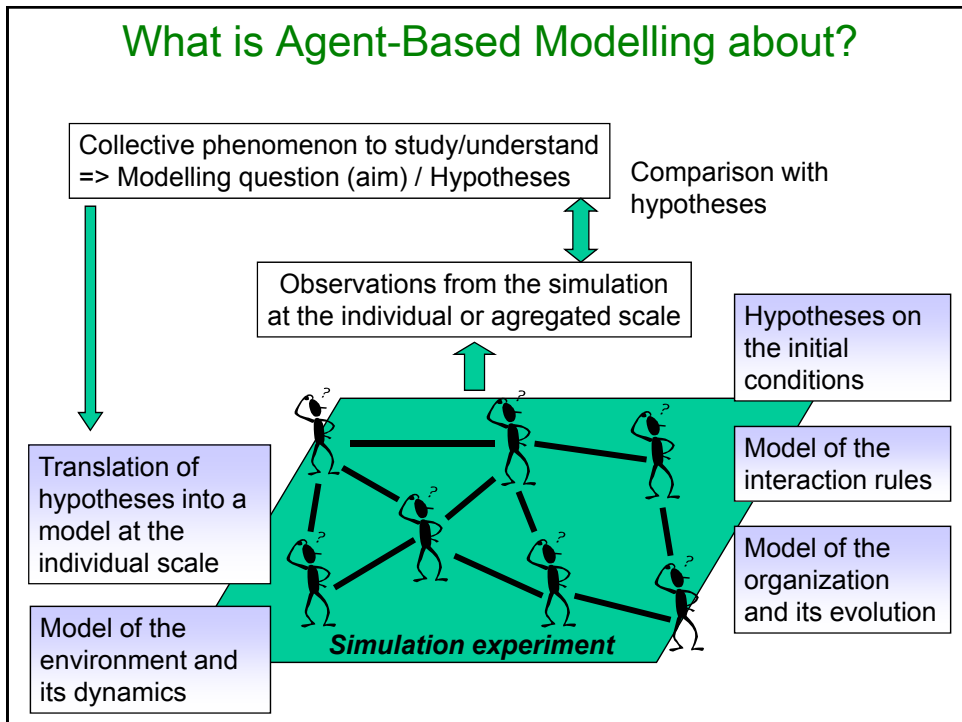 What is Agent-Based Modelling about?
Collective phenomenon to study/understand
=> Modelling question (aim) / Hypotheses
Comparison with
hypotheses
Observations from the simulation
at the individual or agregated scale
Hypotheses on
the initial
conditions
?
?
?
Translation of
hypotheses into a
model at the
individual scale
Model of the
interaction rules
?
?
?
?
Model of the
organization
and its evolution
Model of the
environment and
its dynamics
Simulation experiment